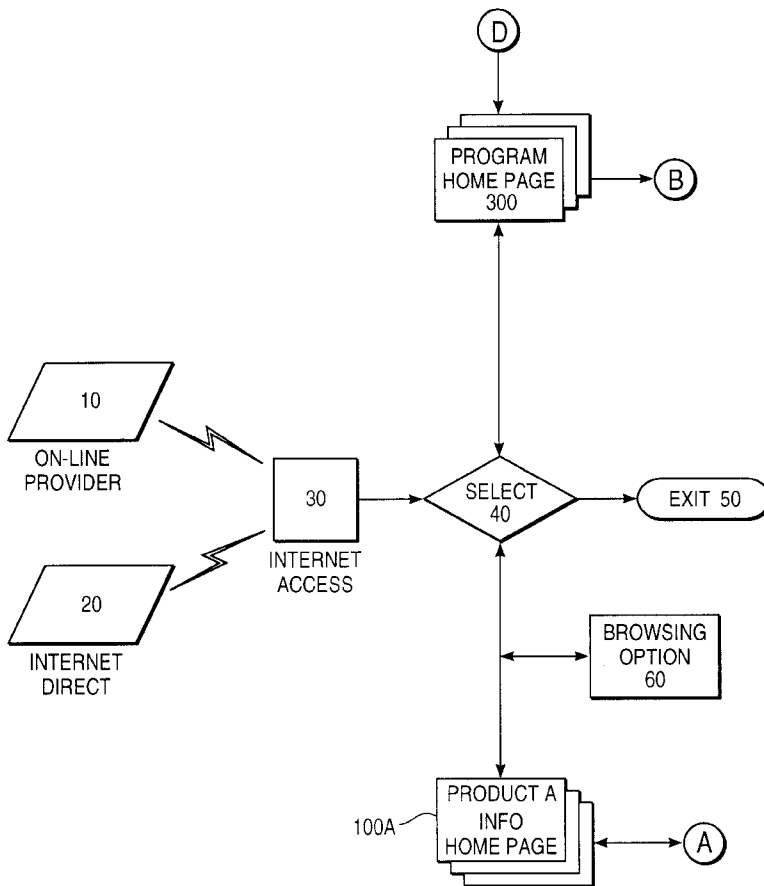 D
PROGRAM
HOME PAGE
300
B
10
ON-LINE
PROVIDER
30
INTERNET
ACCESS
SELECT
40
EXIT 50
20
INTERNET
DIRECT
BROWSING
OPTION
60
100A
PRODUCT A
INFO
HOME PAGE
A